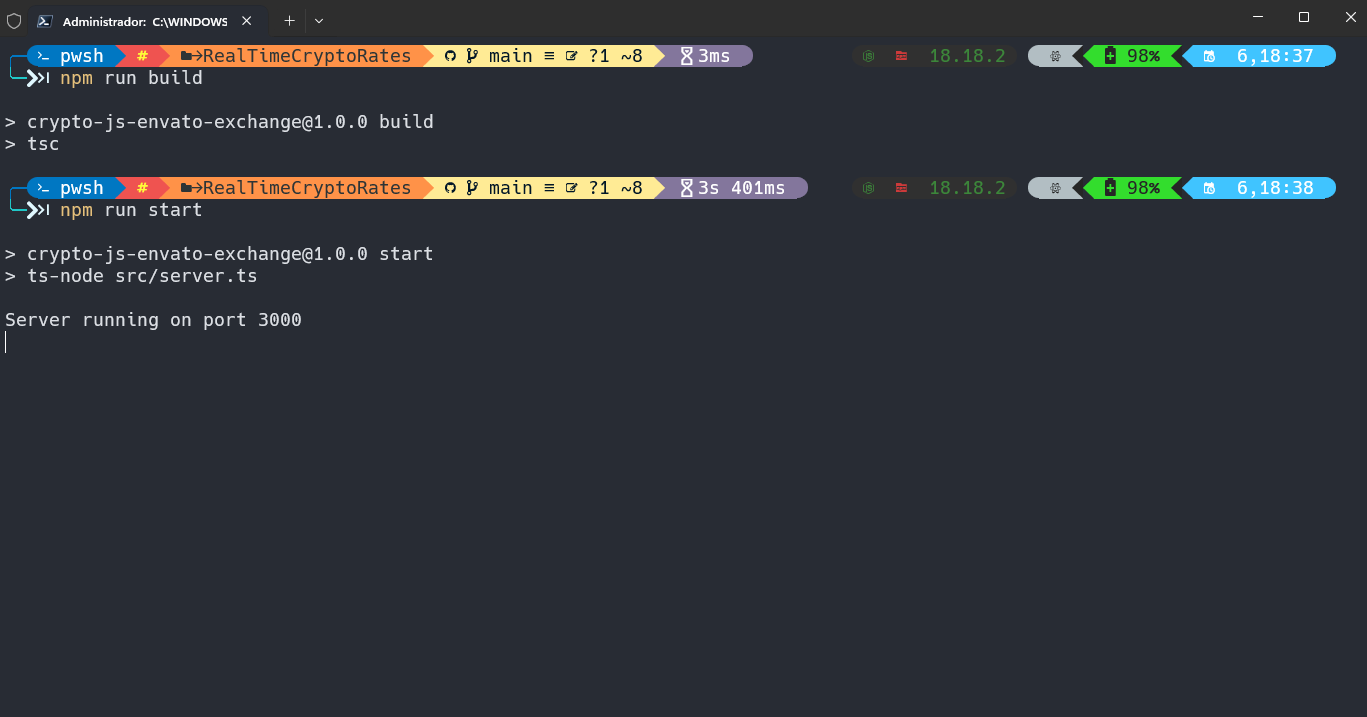 Administrador: C:\WINDOWS
pwsh # RealTimeCryptoRates main ≡ ?1 ~8 3ms 18.18.2 98% 6,18:37
npm run build
> crypto-js-envato-exchange@1.0.0 build
> tsc
pwsh # RealTimeCryptoRates main ≡ ?1 ~8 3s 401ms 18.18.2 98% 6,18:38
npm run start
> crypto-js-envato-exchange@1.0.0 start
> ts-node src/server.ts
Server running on port 3000